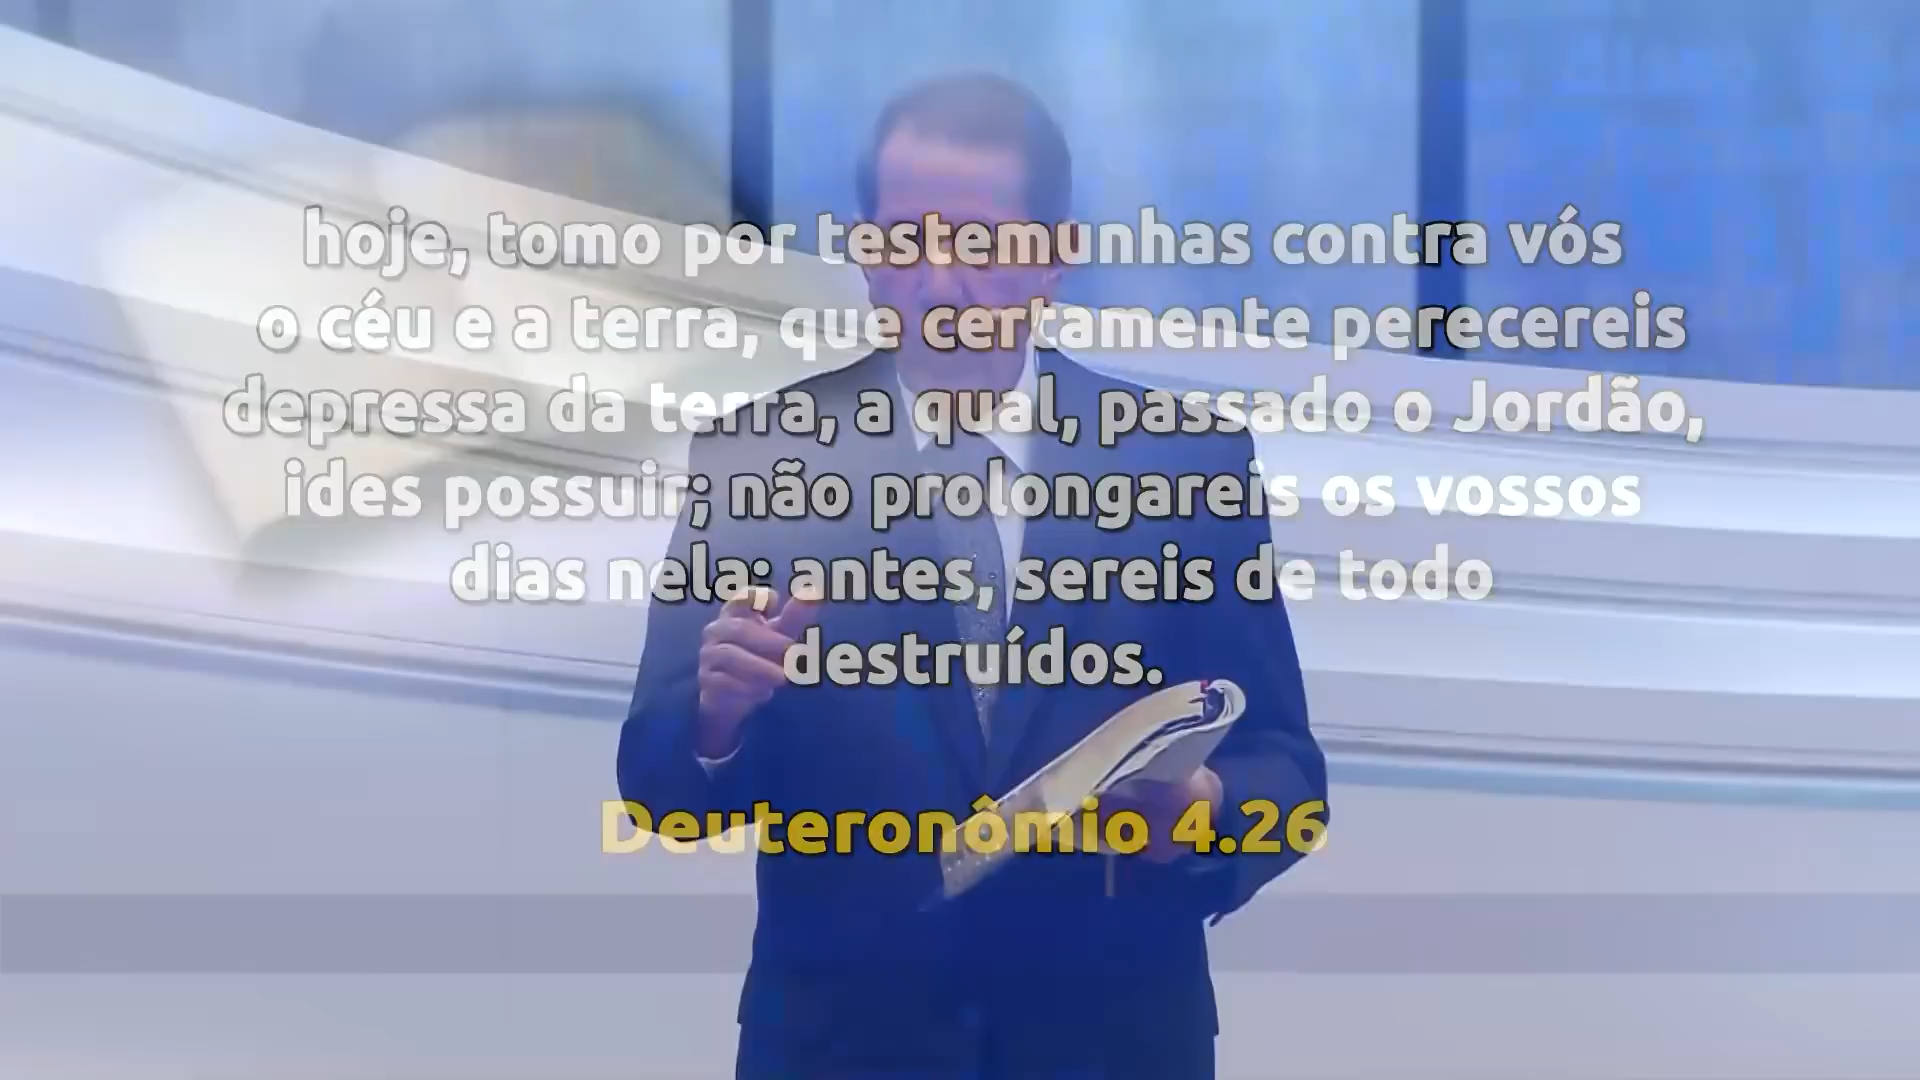 hoje, tomo por testemunhas contra vós
o céu e a terra, que certamente perecereis
depressa da terra, a qual, passado o Jordão,
ides possuir; não prolongareis os vossos
dias nela; antes, sereis de todo
destruídos.
Deuteronômio 4.26